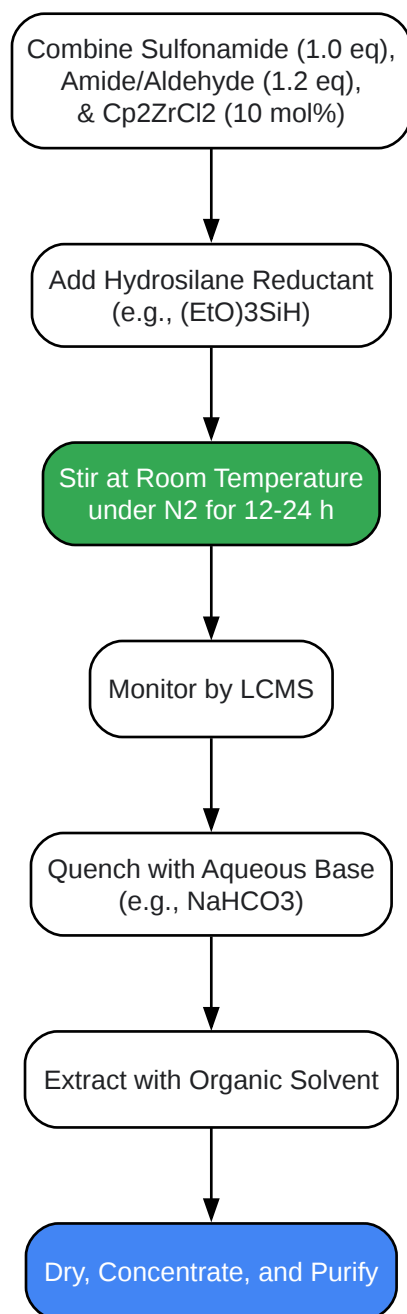 Combine Sulfonamide (1.0 eq),
Amide/Aldehyde (1.2 eq),
& Cp2ZrCl2 (10 mol%)
Add Hydrosilane Reductant
(e.g., (EtO)3SiH)
Stir at Room Temperature
under N2 for 12-24 h
Monitor by LCMS
Quench with Aqueous Base
(e.g., NaHCO3)
Extract with Organic Solvent
Dry, Concentrate, and Purify